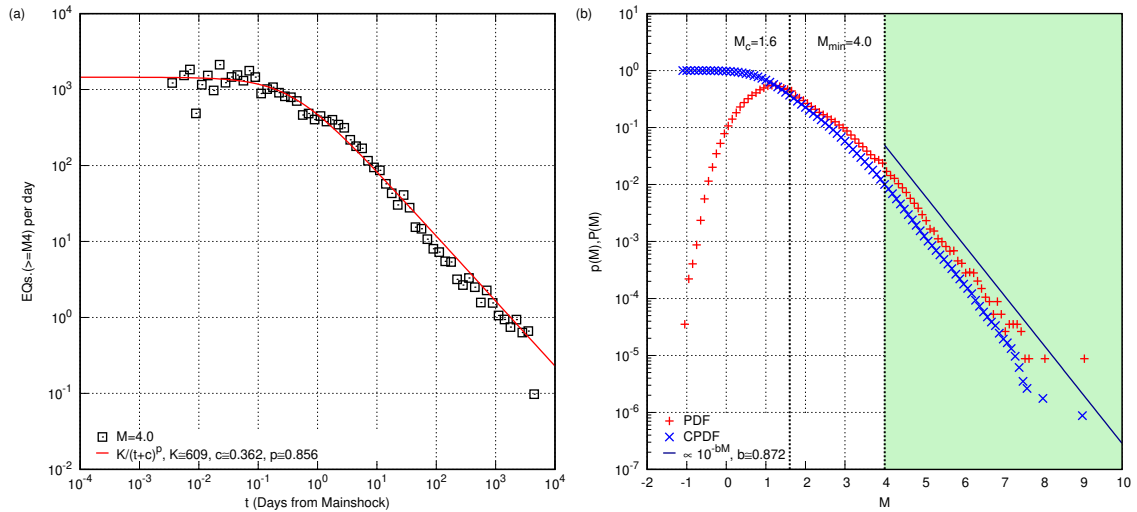 (a)
10^4
10^3
10^2
10^1
10^0
10^-1
10^-2
EQs.(>=M4) per day
M=4.0
K/(t+c)^p, K≅609, c≅0.362, p≅0.856
10^-4 10^-3 10^-2 10^-1 10^0 10^1 10^2 10^3 10^4
t (Days from Mainshock)
(b)
10^1
10^0
10^-1
10^-2
10^-3
10^-4
10^-5
10^-6
10^-7
p(M),P(M)
M_c=1.6 M_min=4.0
PDF
CPDF
∝ 10^-bM, b≅0.872
-2 -1 0 1 2 3 4 5 6 7 8 9 10
M